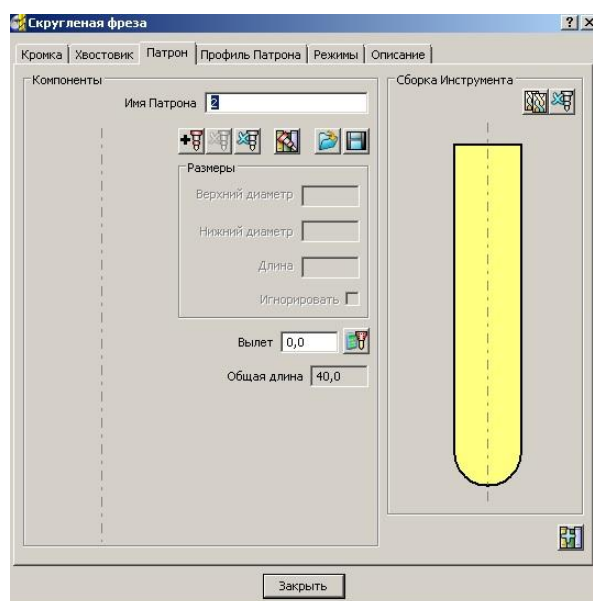 Скругленая фреза
Кромка Хвостовик Патрон Профиль Патрона Режимы Описание
Компоненты
Имя Патрона 2
Размеры
Верхний диаметр
Нижний диаметр
Длина
Игнорировать
Вылет 0,0
Общая длина 40,0
Сборка Инструмента
Закрыть